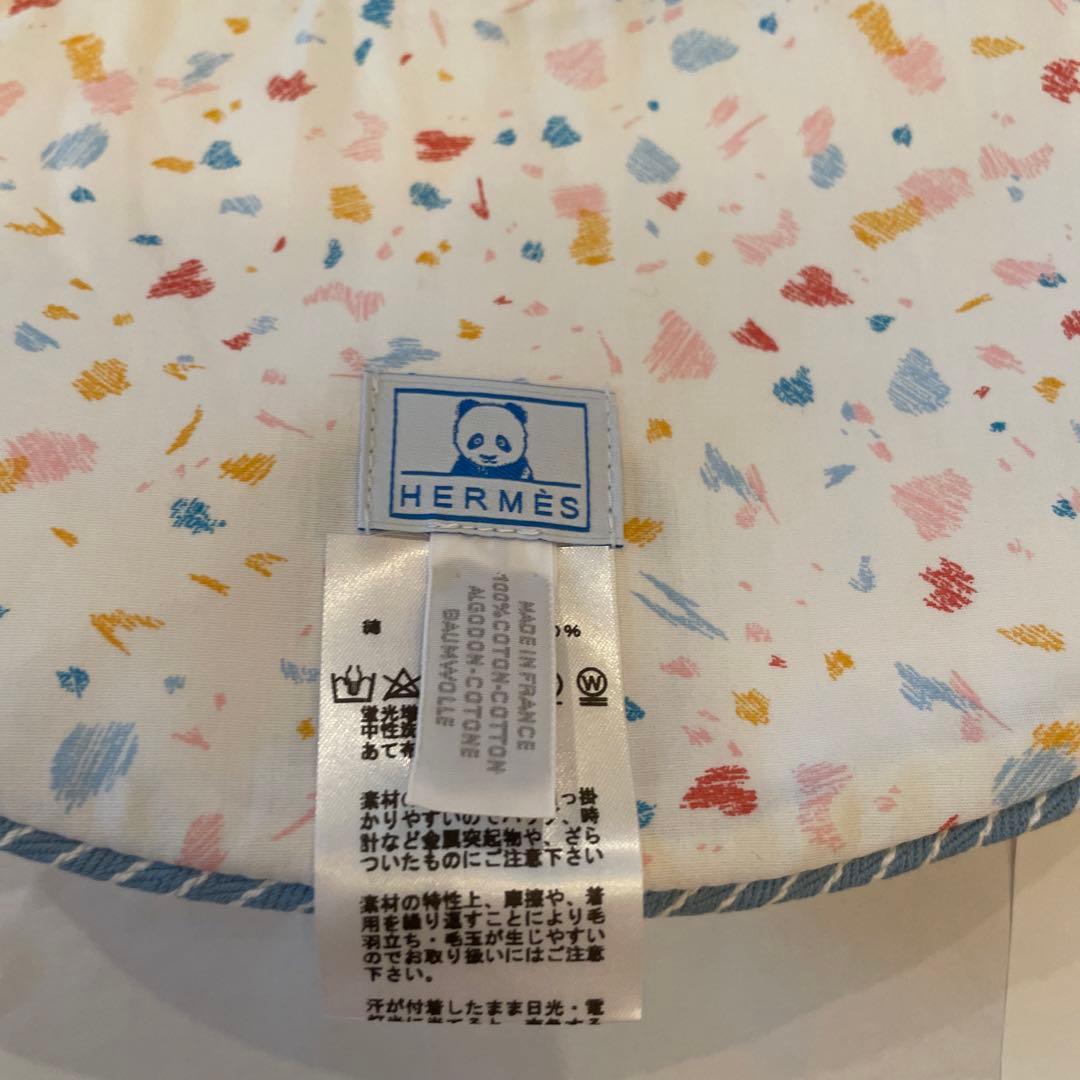 HERMÈS
MADE IN FRANCE
100%COTON-COTTON
ALGODON-COTONE
BAUMWOLLE
綿 0%
W
蛍光増
中性洗
あて布
素材の っ掛
かりやすいのでバ 、時
計など金属突起物や、ざら
ついたものにご注意下さい
素材の特性上、摩擦や、着
用を繰り返すことにより毛
羽立ち・毛玉が生じやすい
のでお取り扱いにはご注意
下さい。
汗が付着したまま日光・電